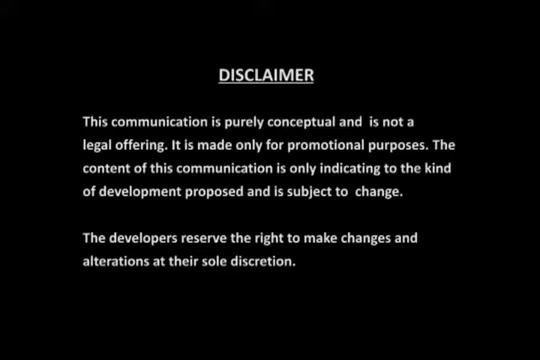 DISCLAIMER
This communication is purely conceptual and is not a
legal offering. It is made only for promotional purposes. The
content of this communication is only indicating to the kind
of development proposed and is subject to change.
The developers reserve the right to make changes and
alterations at their sole discretion.